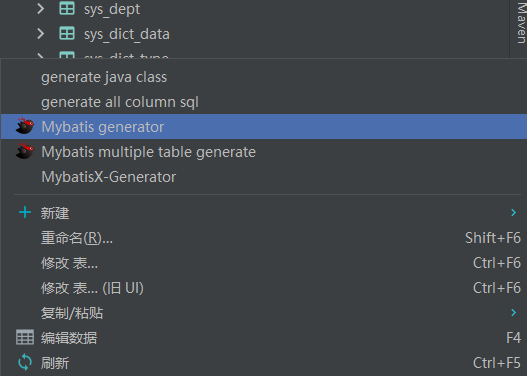 sys_dept
sys_dict_data
sys_dict_type
Maven
generate java class
generate all column sql
Mybatis generator
Mybatis multiple table generate
MybatisX-Generator
新建
重命名(R)... Shift+F6
修改 表... Ctrl+F6
修改 表... (旧 UI) Ctrl+F6
复制/粘贴
编辑数据 F4
刷新 Ctrl+F5